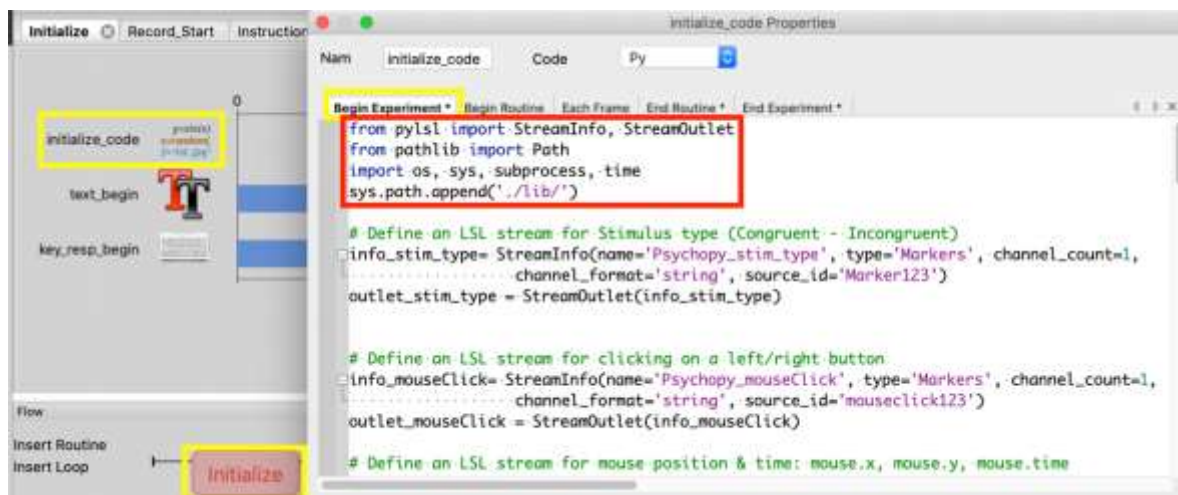 Initialize Record_Start Instruction
initialize_code Properties
Nam initialize_code Code Py
Begin Experiment * Begin Routine Each Frame End Routine * End Experiment *
0
initialize_code
text_begin
key_resp_begin
from pylsl import StreamInfo, StreamOutlet
from pathlib import Path
import os, sys, subprocess, time
sys.path.append('./lib/')
# Define an LSL stream for Stimulus type (Congruent - Incongruent)
info_stim_type= StreamInfo(name='Psychopy_stim_type', type='Markers', channel_count=1,
channel_format='string', source_id='Marker123')
outlet_stim_type = StreamOutlet(info_stim_type)
# Define an LSL stream for clicking on a left/right button
info_mouseClick= StreamInfo(name='Psychopy_mouseClick', type='Markers', channel_count=1,
channel_format='string', source_id='mouseclick123')
outlet_mouseClick = StreamOutlet(info_mouseClick)
# Define an LSL stream for mouse position & time: mouse.x, mouse.y, mouse.time
Flow
Insert Routine
Insert Loop
Initialize